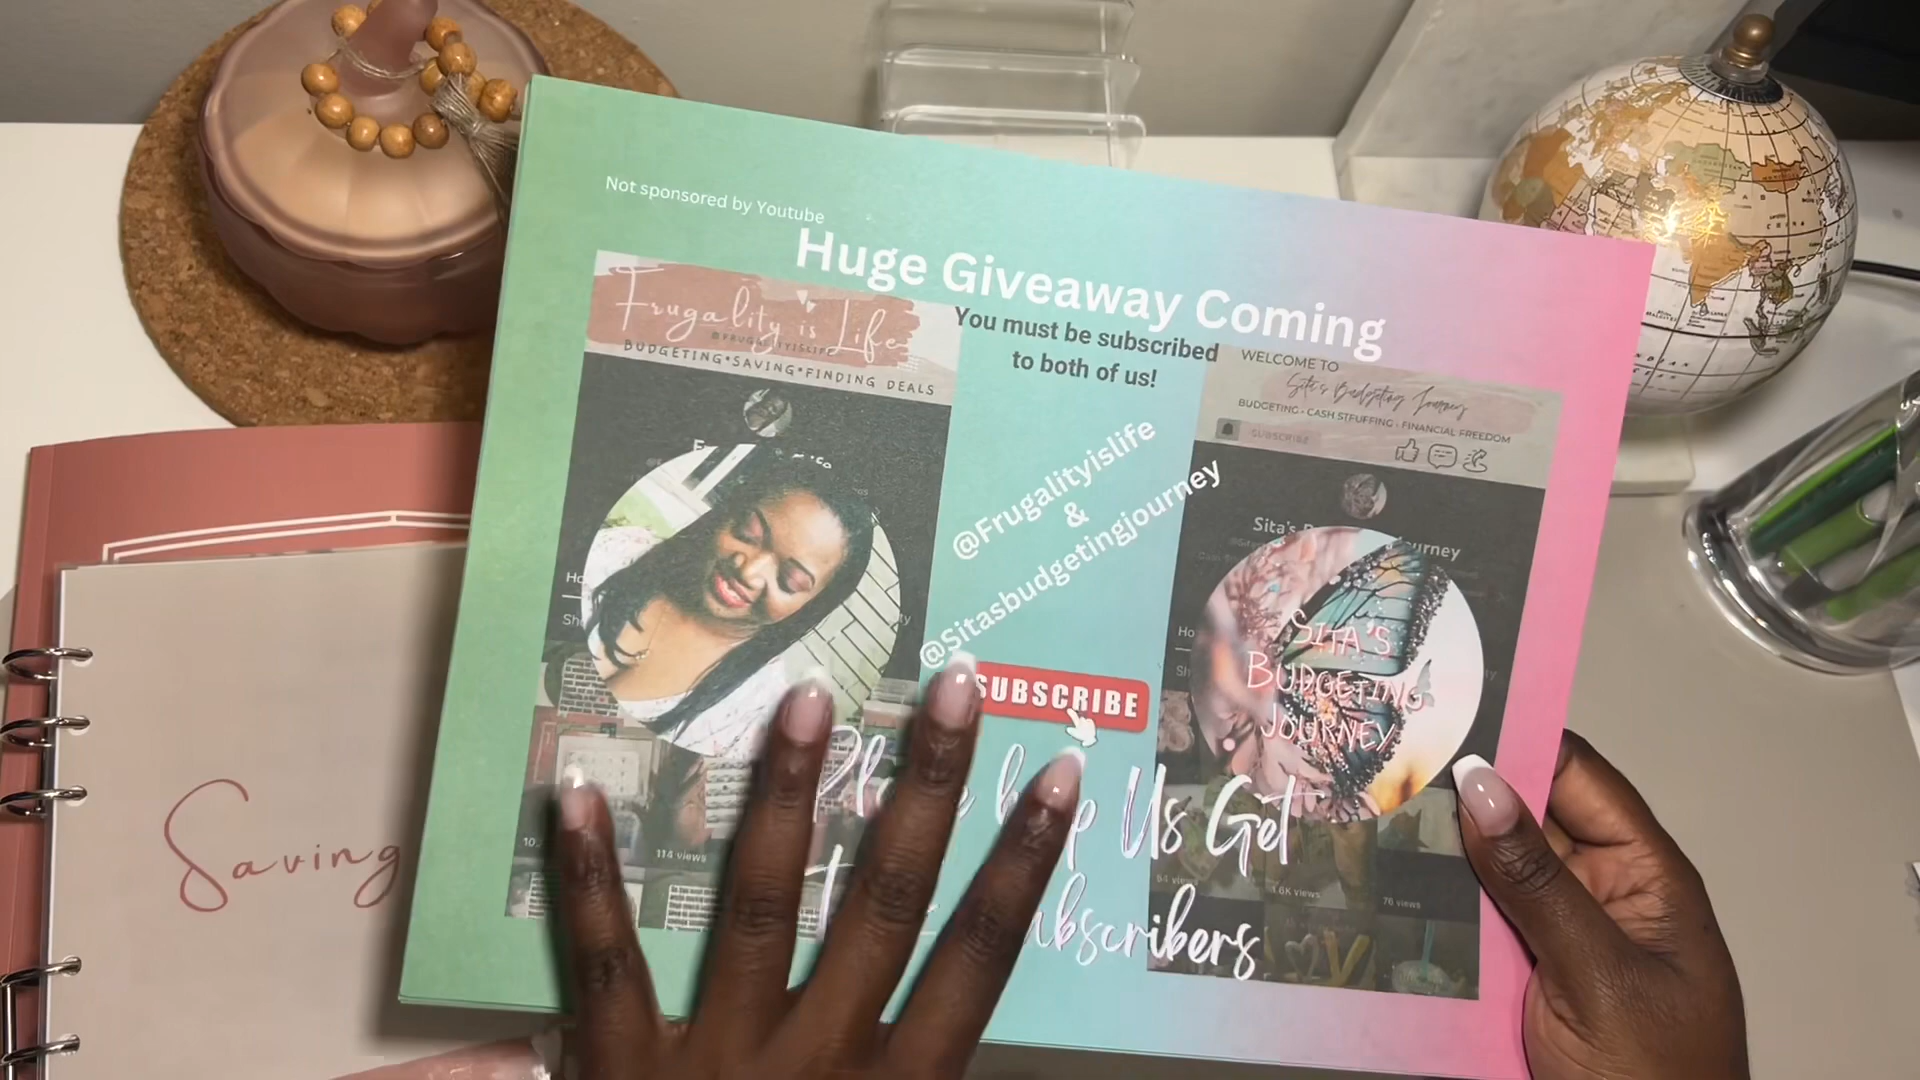 Not sponsored by Youtube
Huge Giveaway Coming
You must be subscribed
to both of us!
Frugality is Life
@FRUGALITYISLIFE
BUDGETING*SAVING*FINDING DEALS
WELCOME TO
Sita's Budgeting Journey
BUDGETING - CASH STFUFFING - FINANCIAL FREEDOM
SUBSCRIBE
@Frugalityislife
&
@Sitasbudgetingjourney
Sita's
SITA'S
BUDGETING
JOURNEY
SUBSCRIBE
Us Get
114 views
1.6K views
76 views
Saving